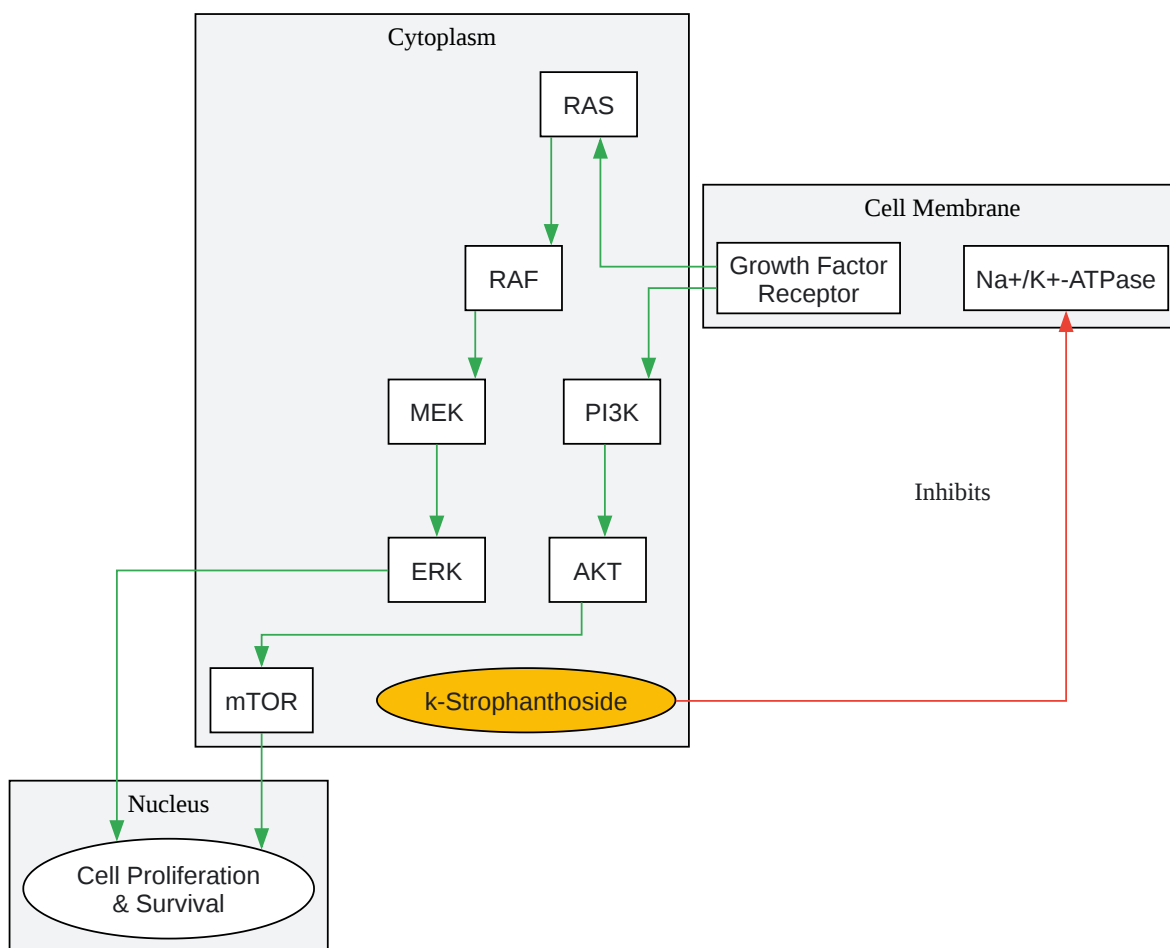 Cytoplasm
RAS
Cell Membrane
RAF
Growth Factor
Receptor
Na+/K+-ATPase
MEK
PI3K
Inhibits
ERK
AKT
mTOR
k-Strophanthoside
Nucleus
Cell Proliferation
& Survival